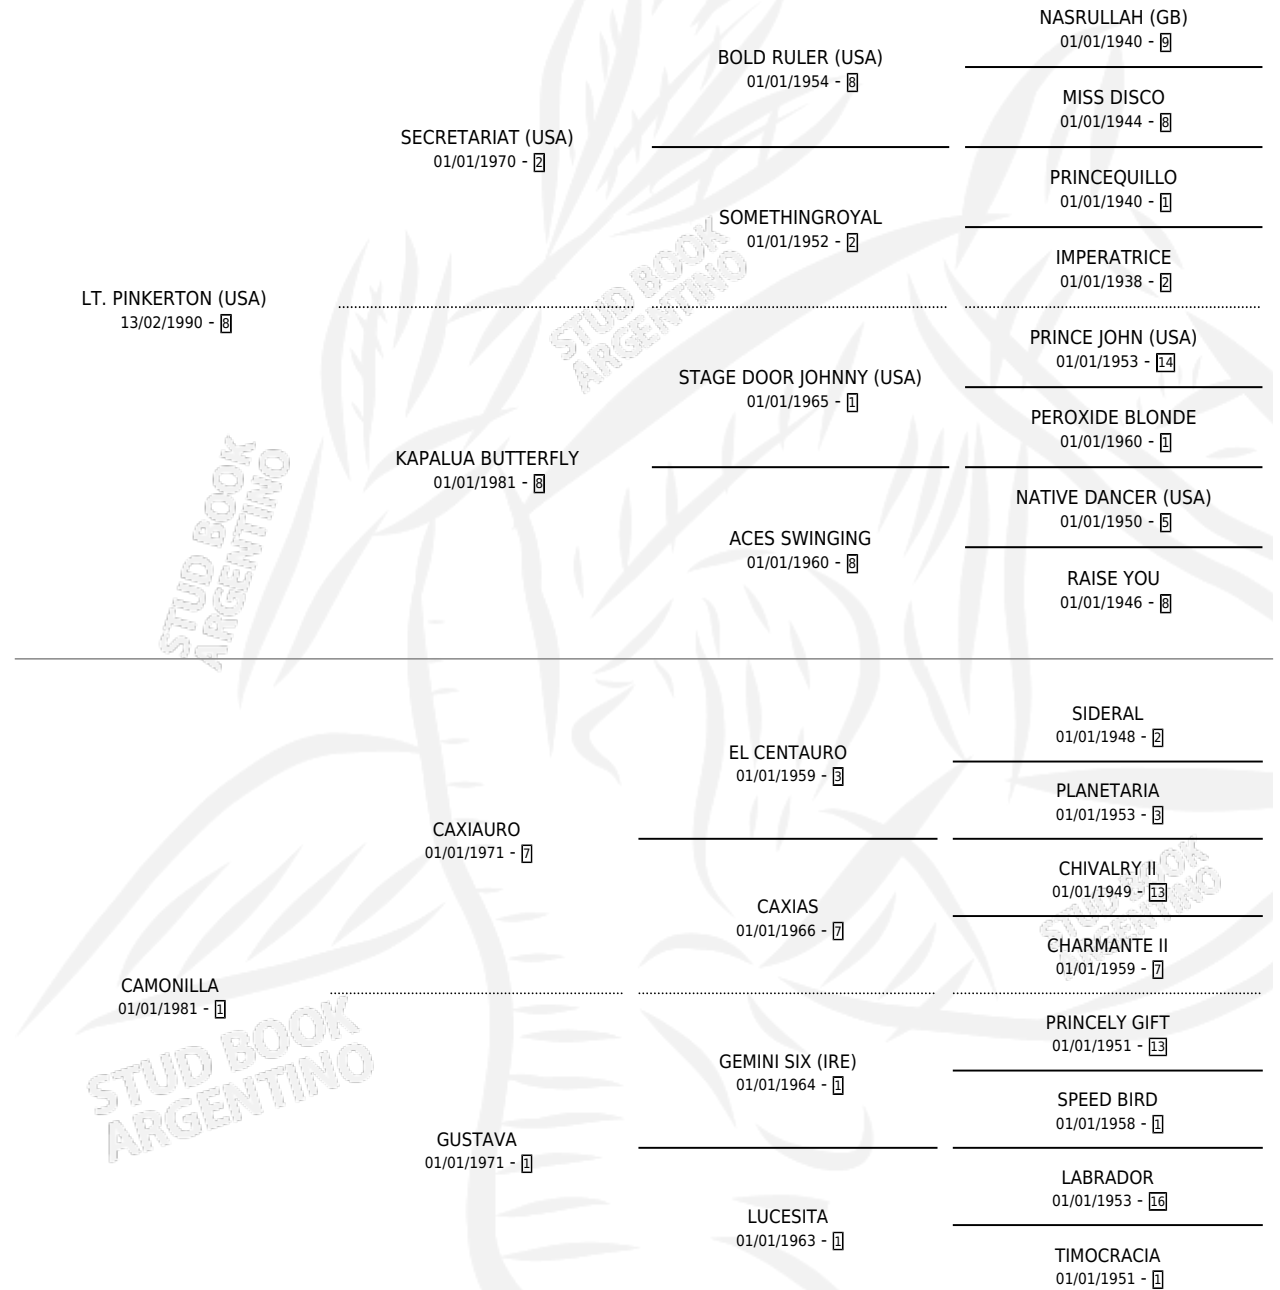 NASRULLAH (GB)
01/01/1940 - 9
BOLD RULER (USA)
01/01/1954 - 8
MISS DISCO
01/01/1944 - 8
SECRETARIAT (USA)
01/01/1970 - 2
PRINCEQUILLO
01/01/1940 - 1
SOMETHINGROYAL
01/01/1952 - 2
IMPERATRICE
01/01/1938 - 2
LT. PINKERTON (USA)
13/02/1990 - 8
PRINCE JOHN (USA)
01/01/1953 - 14
STAGE DOOR JOHNNY (USA)
01/01/1965 - 1
PEROXIDE BLONDE
01/01/1960 - 1
KAPALUA BUTTERFLY
01/01/1981 - 8
NATIVE DANCER (USA)
01/01/1950 - 5
ACES SWINGING
01/01/1960 - 8
RAISE YOU
01/01/1946 - 8
SIDERAL
01/01/1948 - 2
EL CENTAURO
01/01/1959 - 3
PLANETARIA
01/01/1953 - 3
CAXIAURO
01/01/1971 - 7
CHIVALRY II
01/01/1949 - 13
CAXIAS
01/01/1966 - 7
CHARMANTE II
01/01/1959 - 7
CAMONILLA
01/01/1981 - 1
PRINCELY GIFT
01/01/1951 - 13
GEMINI SIX (IRE)
01/01/1964 - 1
SPEED BIRD
01/01/1958 - 1
GUSTAVA
01/01/1971 - 1
LABRADOR
01/01/1953 - 16
LUCESITA
01/01/1963 - 1
TIMOCRACIA
01/01/1951 - 1
STUD BOOK
ARGENTINO
STUD BOOK
ARGENTINO
STUD BOOK
ARGENTINO
STUD BOOK
ARGENTINO